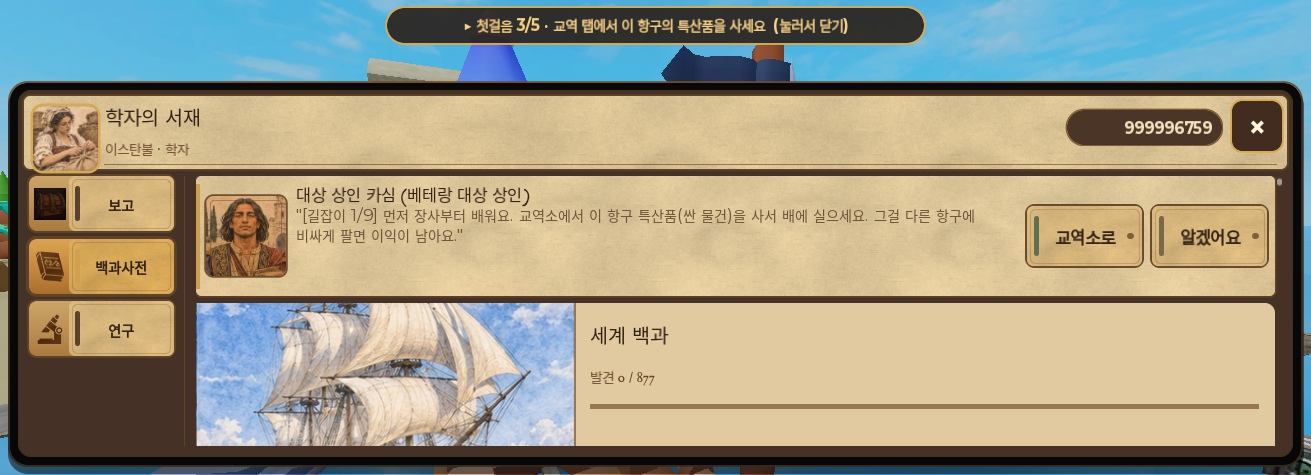 ▸ 첫걸음 3/5 · 교역 탭에서 이 항구의 특산품을 사세요 (눌러서 닫기)
학자의 서재
이스탄불 · 학자
999996759
×
보고
백과사전
연구
대상 상인 카심 (베테랑 대상 상인)
"[길잡이 1/9] 먼저 장사부터 배워요. 교역소에서 이 항구 특산품(싼 물건)을 사서 배에 실으세요. 그걸 다른 항구에
비싸게 팔면 이익이 남아요."
교역소로
알겠어요
세계 백과
발견 0 / 877